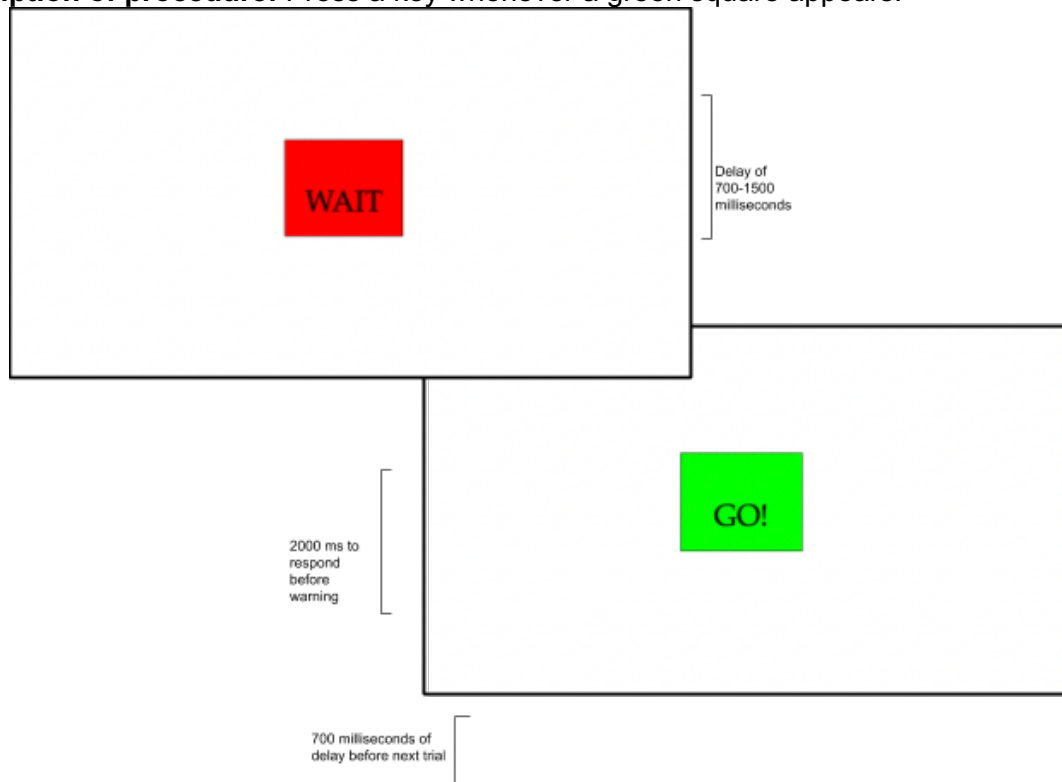 procedure: Press a key whenever a green square appears.
WAIT
Delay of
700-1500
milliseconds
GO!
2000 ms to
respond
before
warning
700 milliseconds of
delay before next trial